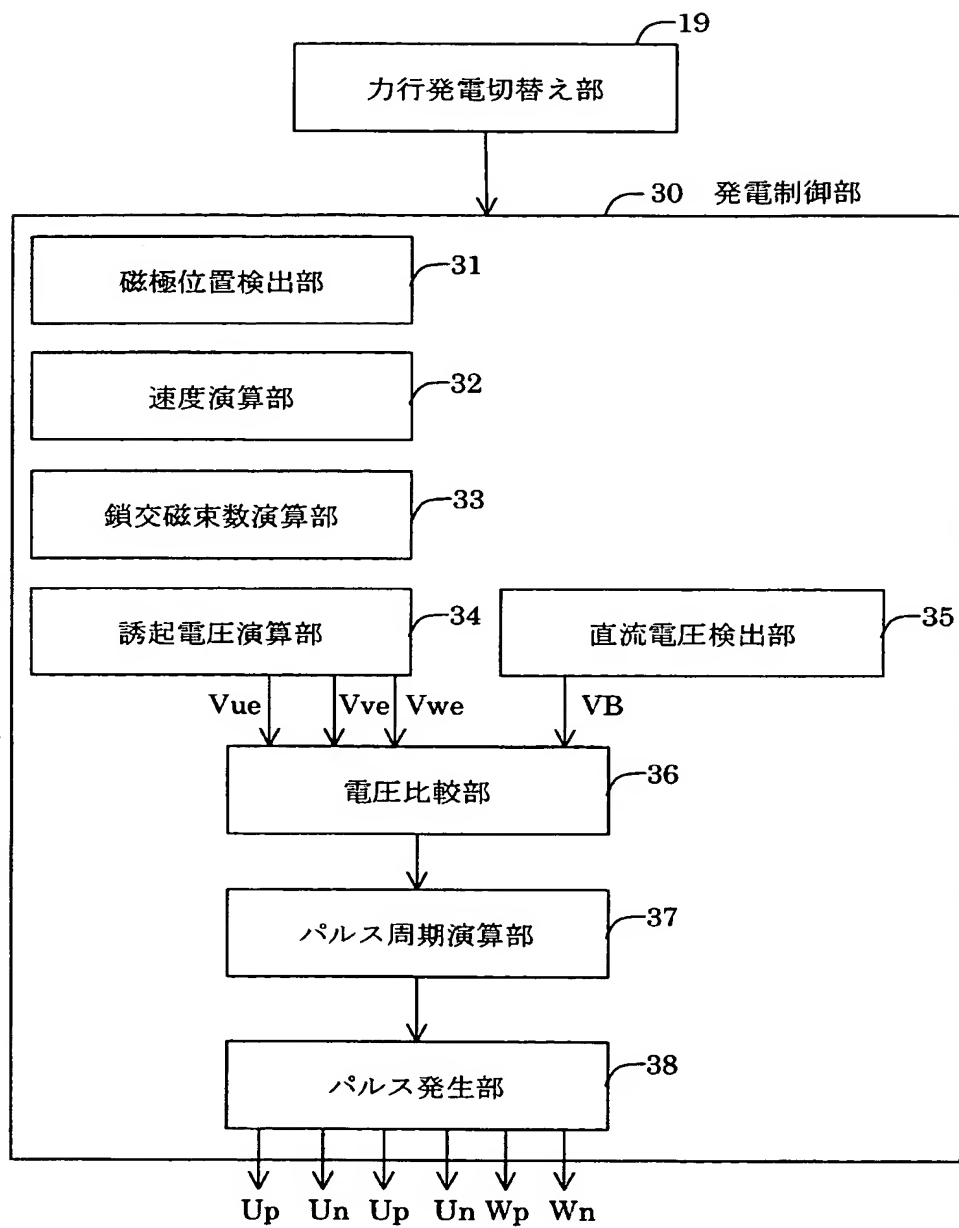 19
力行発電切替え部
30 発電制御部
磁極位置検出部
31
速度演算部
32
鎖交磁束数演算部
33
誘起電圧演算部
34
直流電圧検出部
35
Vue Vve Vwe VB
電圧比較部
36
パルス周期演算部
37
パルス発生部
38
Up Un Up Un Wp Wn